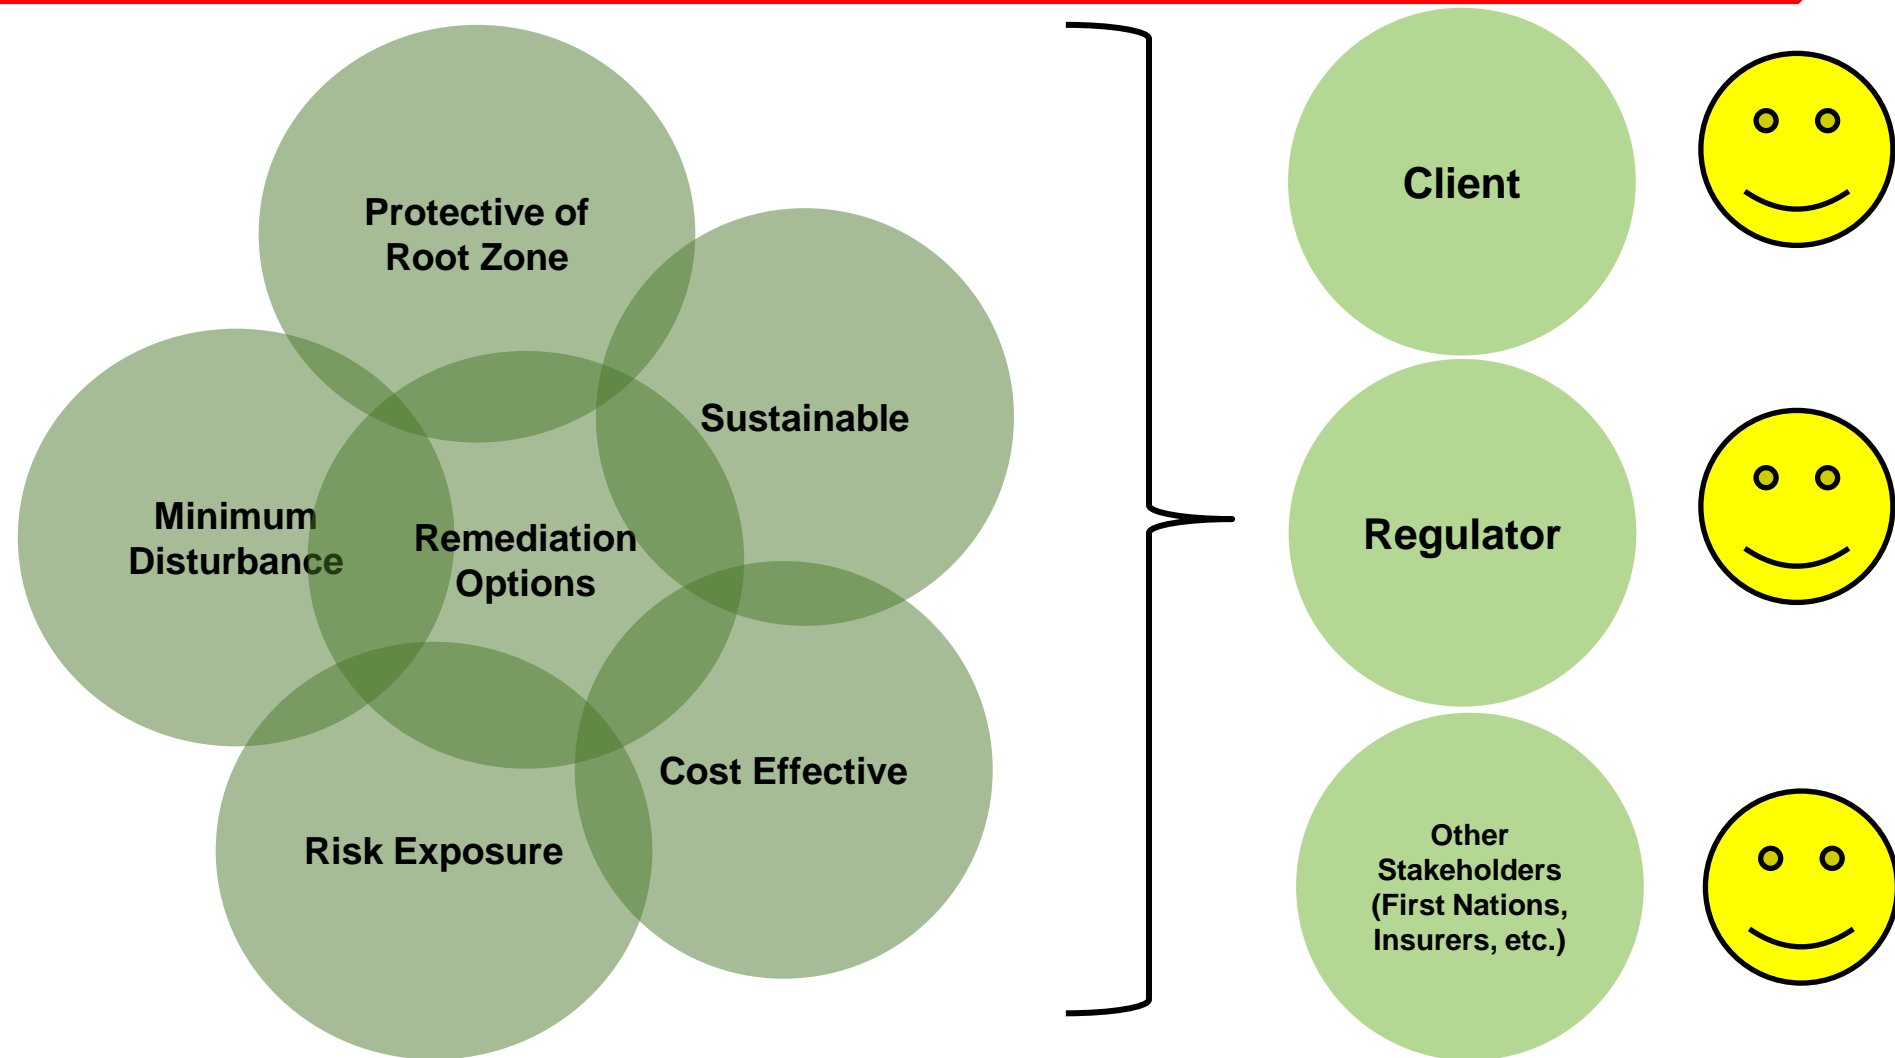 Protective of
Root Zone
Sustainable
Minimum
Disturbance
Remediation
Options
Cost Effective
Risk Exposure
Client
Regulator
Other
Stakeholders
(First Nations,
Insurers, etc.)